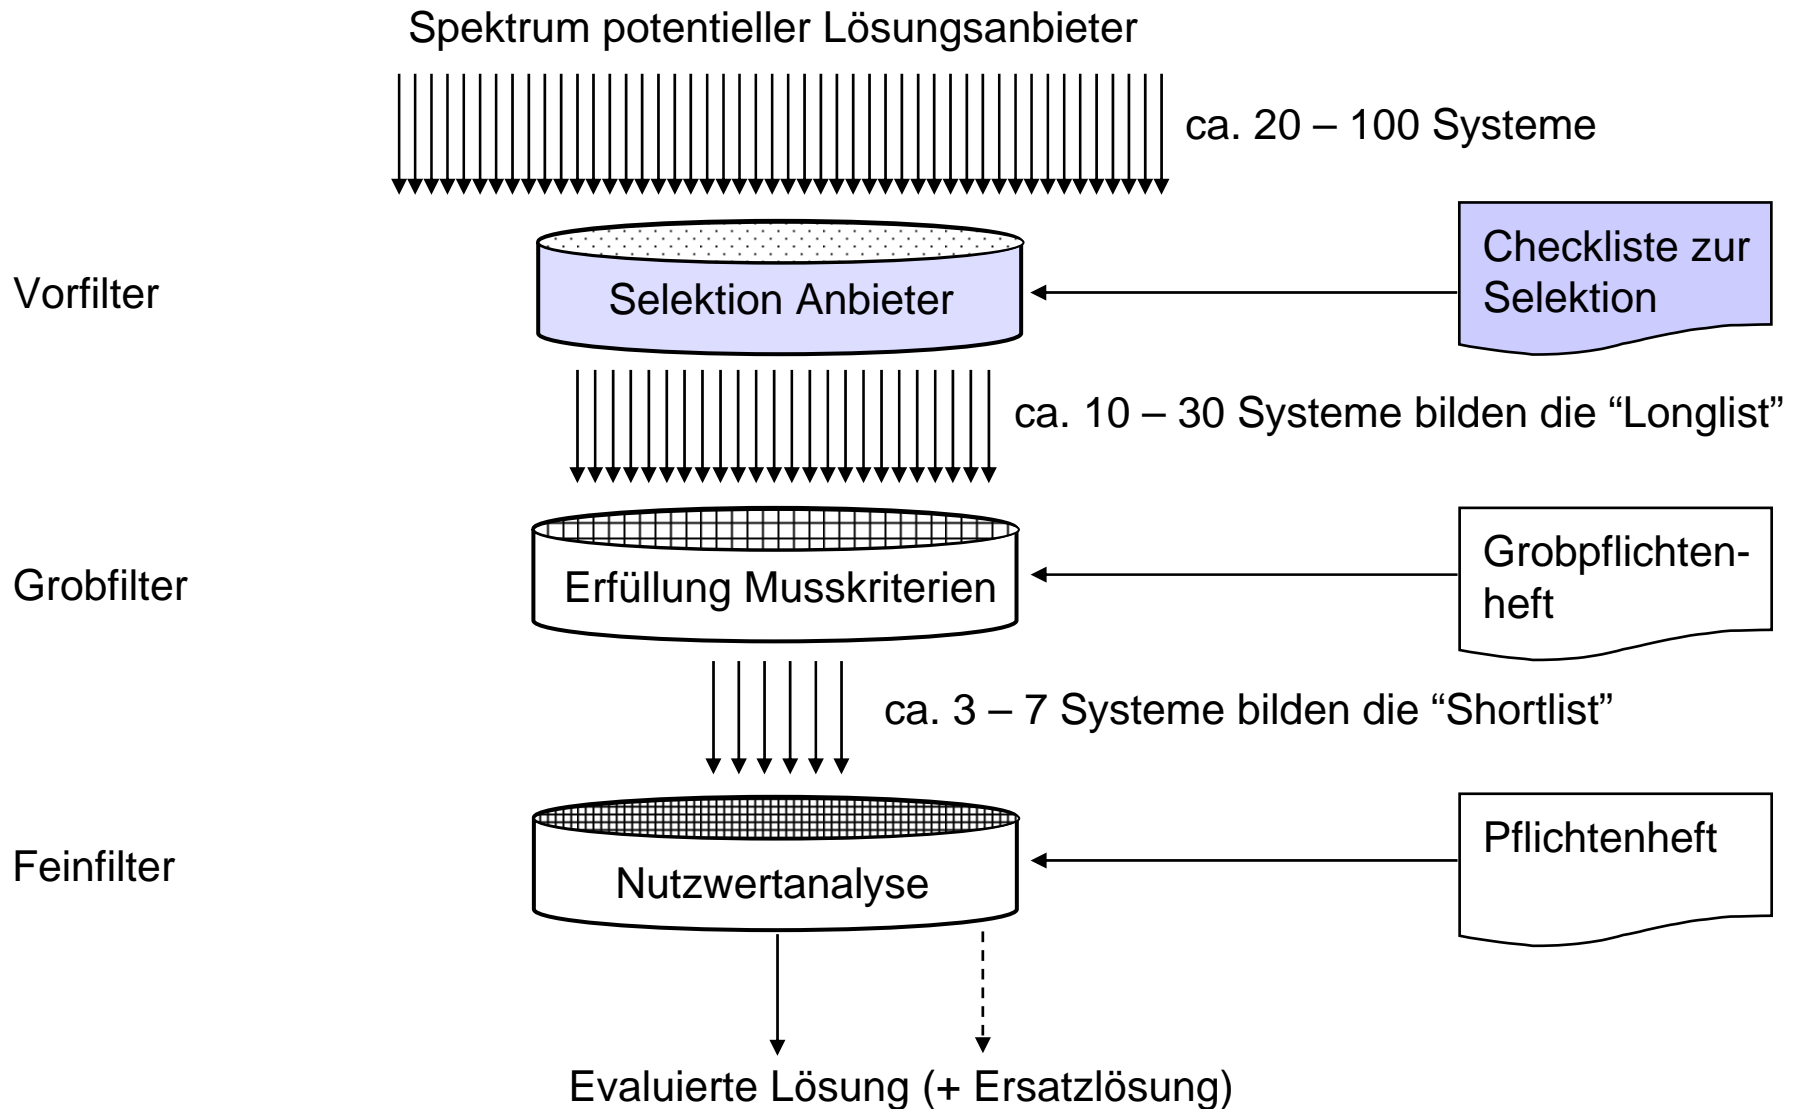 Spektrum potentieller Lösungsanbieter
ca. 20 – 100 Systeme
Vorfilter
Selektion Anbieter
Checkliste zur
Selektion
ca. 10 – 30 Systeme bilden die “Longlist”
Grobfilter
Erfüllung Musskriterien
Grobpflichten-
heft
ca. 3 – 7 Systeme bilden die “Shortlist”
Feinfilter
Nutzwertanalyse
Pflichtenheft
Evaluierte Lösung (+ Ersatzlösung)